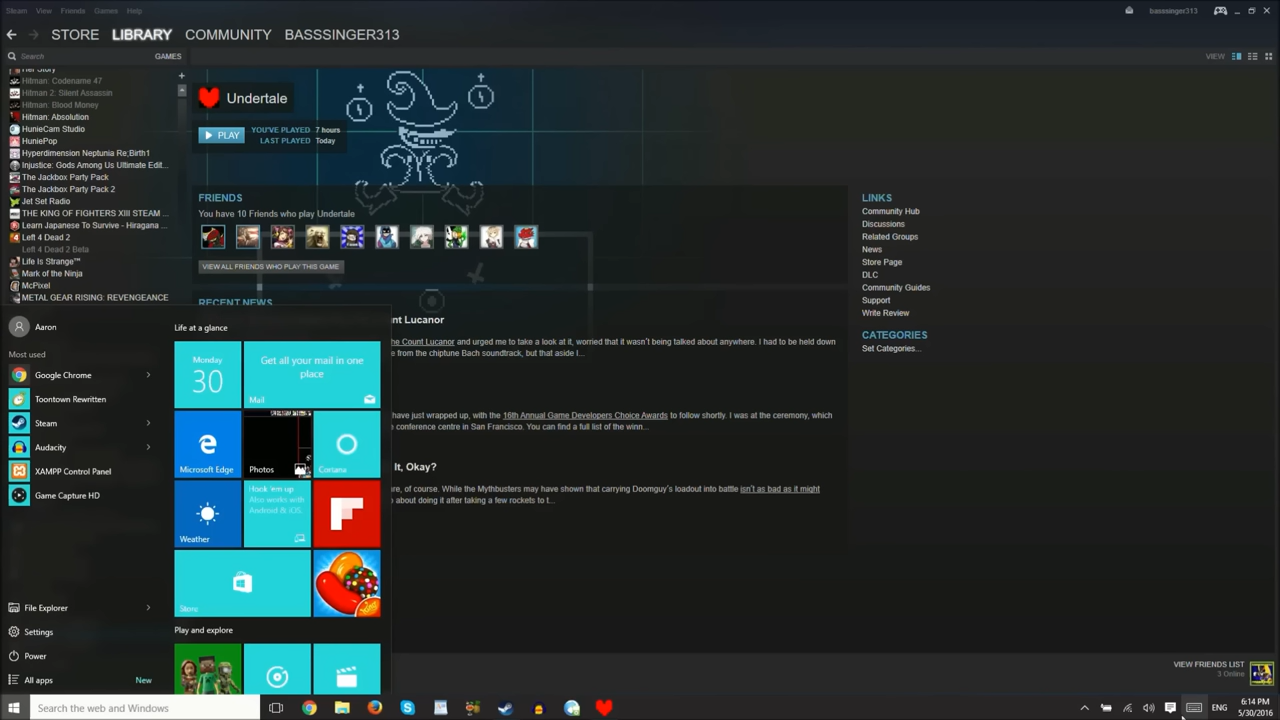 Steam View Friends Games Help
basssinger313
STORE LIBRARY COMMUNITY BASSSINGER313
Search GAMES
VIEW
Her Story
Hitman: Codename 47
Hitman 2: Silent Assassin
Hitman: Blood Money
Hitman: Absolution
HunieCam Studio
HuniePop
Hyperdimension Neptunia Re;Birth1
Injustice: Gods Among Us Ultimate Edit...
The Jackbox Party Pack
The Jackbox Party Pack 2
Jet Set Radio
THE KING OF FIGHTERS XIII STEAM ...
Learn Japanese To Survive - Hiragana ...
Left 4 Dead 2
Left 4 Dead 2 Beta
Life Is Strange™
Mark of the Ninja
McPixel
METAL GEAR RISING: REVENGEANCE
Undertale
PLAY
YOU'VE PLAYED 7 hours
LAST PLAYED Today
FRIENDS
You have 10 Friends who play Undertale
VIEW ALL FRIENDS WHO PLAY THIS GAME
RECENT NEWS
nt Lucanor
he Count Lucanor and urged me to take a look at it, worried that it wasn't being talked about anywhere. I had to be held down
e from the chiptune Bach soundtrack, but that aside I...
have just wrapped up, with the 16th Annual Game Developers Choice Awards to follow shortly. I was at the ceremony, which
e conference centre in San Francisco. You can find a full list of the winn...
It, Okay?
re, of course. While the Mythbusters may have shown that carrying Doomguy's loadout into battle isn't as bad as it might
about doing it after taking a few rockets to t...
LINKS
Community Hub
Discussions
Related Groups
News
Store Page
DLC
Community Guides
Support
Write Review
CATEGORIES
Set Categories...
Aaron
Most used
Google Chrome
Toontown Rewritten
Steam
Audacity
XAMPP Control Panel
Game Capture HD
File Explorer
Settings
Power
All apps New
Life at a glance
Monday
30
Get all your mail in one
place
Mail
Microsoft Edge
Photos
Cortana
Weather
Hook 'em up
Also works with
Android & iOS.
Store
Play and explore
VIEW FRIENDS LIST
3 Online
Search the web and Windows
ENG
6:14 PM
5/30/2016